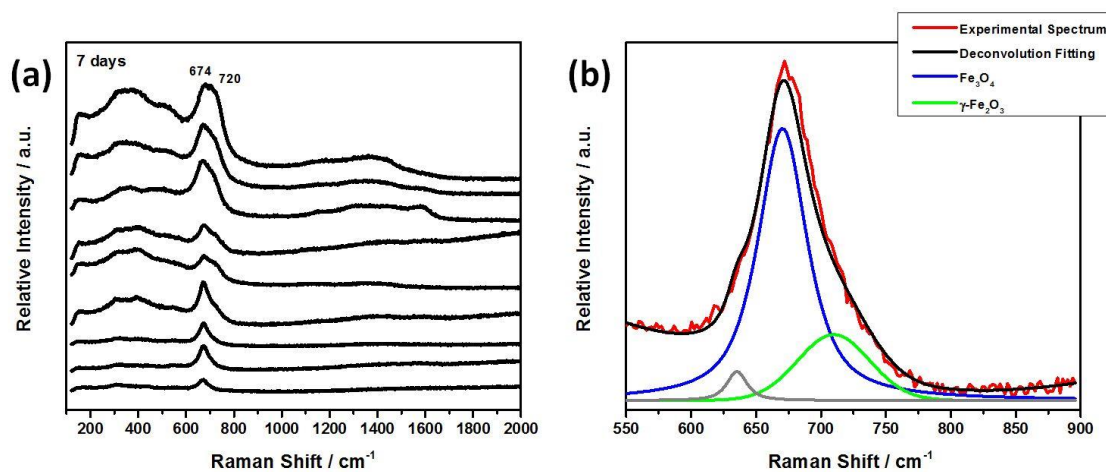 (a)
7 days
674
720
Relative Intensity / a.u.
200 400 600 800 1000 1200 1400 1600 1800 2000
Raman Shift / cm⁻¹
(b)
Experimental Spectrum
Deconvolution Fitting
Fe₃O₄
γ-Fe₂O₃
Relative Intensity / a.u.
550 600 650 700 750 800 850 900
Raman Shift / cm⁻¹